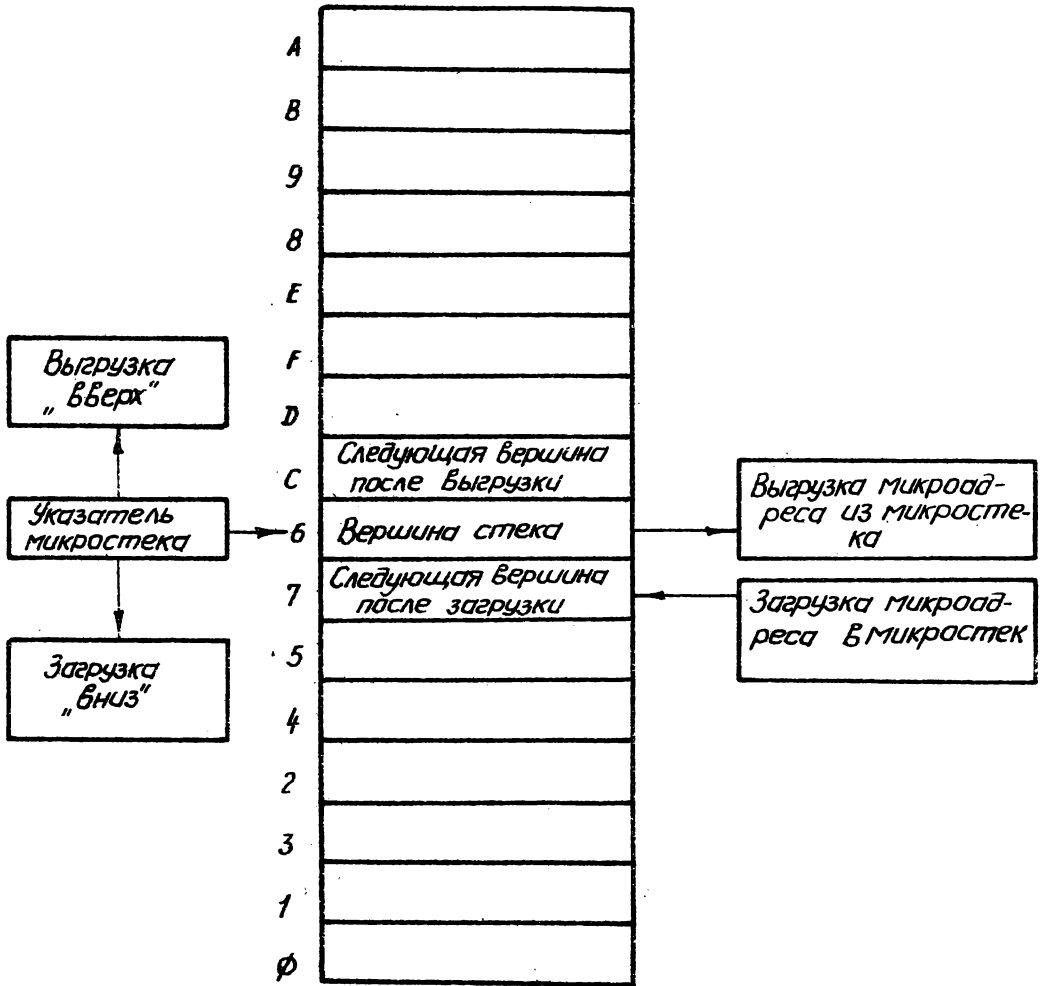 A
B
9
8
E
F
Выгрузка
„ вверх"
D
Следующая вершина
C
после выгрузки
Указатель
микростека
6
Вершина стека
Выгрузка микроад-
реса из микросте-
ка
Следующая вершина
7
после загрузки
Загрузка микроад-
реса в микростек
5
Загрузка
„вниз"
4
2
3
1
ϕ